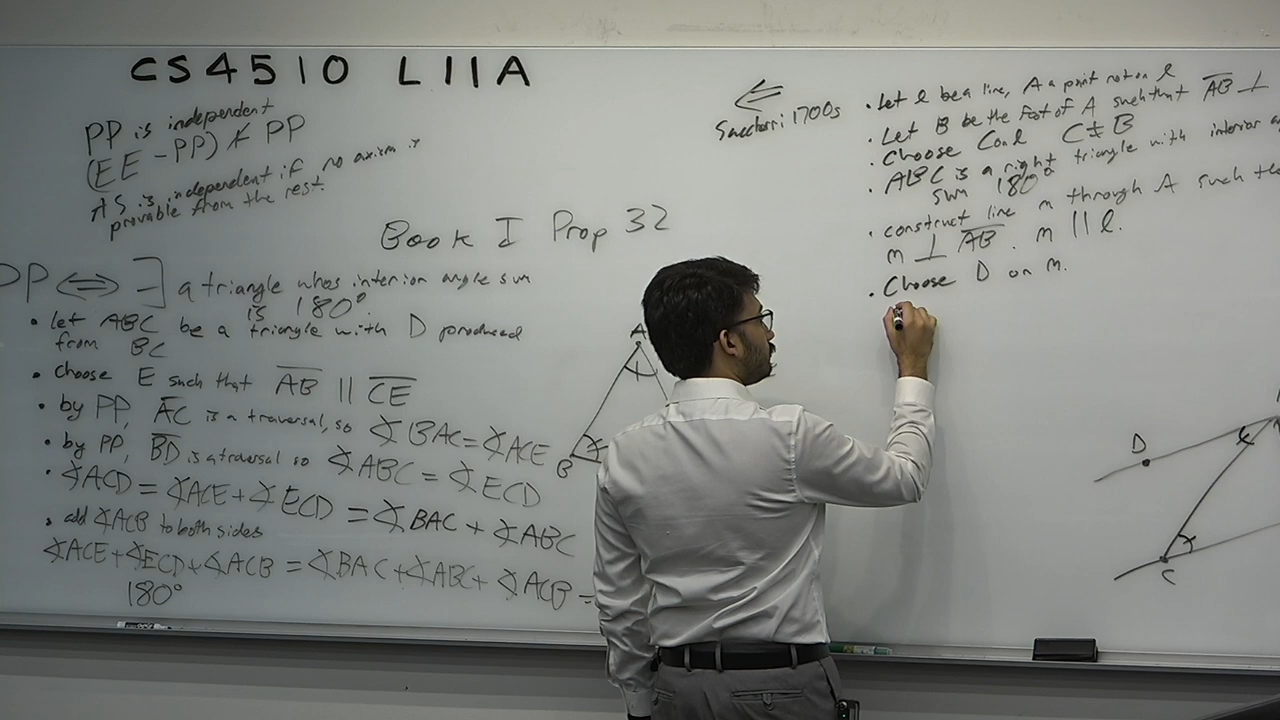 CS4510 L11A
PP is independent
(EE - PP) ⊬ PP
AS is independent if no axiom is
provable from the rest.
Book I Prop 32
PP ⟺ ∃ a triangle whos interion angle sum
is 180°.
• let ABC be a triangle with D produced
from BC
• choose E such that AB || CE
• by PP, AC is a traversal, so ∡BAC = ∡ACE
• by PP, BD is a traversal so ∡ABC = ∡ECD
• ∡ACD = ∡ACE + ∡ECD = ∡BAC + ∡ABC
• add ∡ACB to both sides
∡ACE + ∡ECD + ∡ACB = ∡BAC + ∡ABC + ∡ACB =
180°
A
B
⟸
Sacchari 1700s
• Let l be a line, A a point not on l
• Let B be the foot of A such that AB ⊥
• Choose C on l C ≠ B
• ABC is a right triangle with interior
sum 180°
• construct line m through A such
m ⊥ AB. m || l.
• Choose D on m.
•
D
C